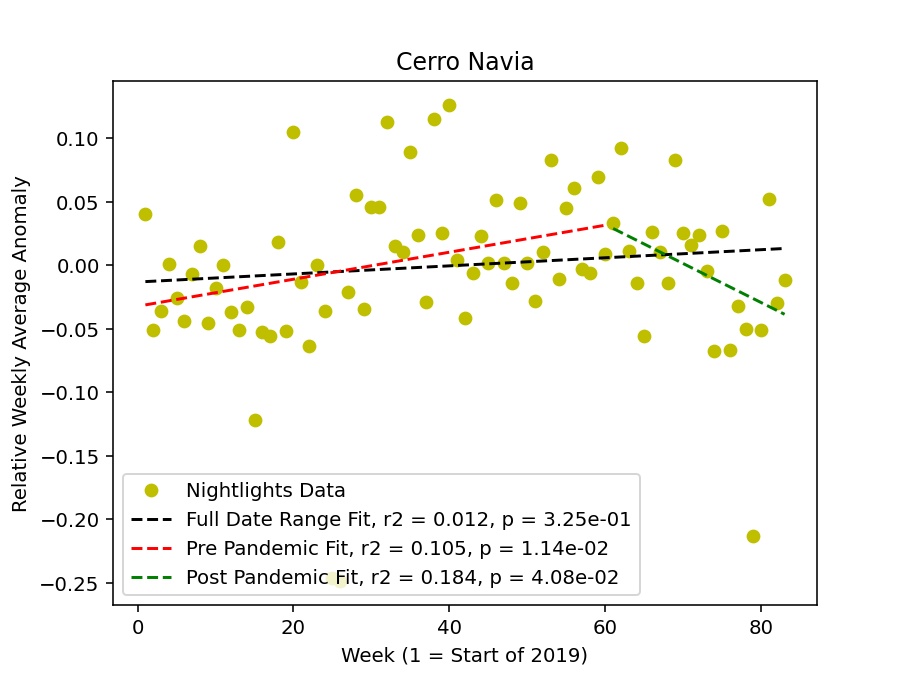 Cerro Navia
Relative Weekly Average Anomaly
0.10
0.05
0.00
−0.05
−0.10
−0.15
−0.20
−0.25
Nightlights Data
Full Date Range Fit, r2 = 0.012, p = 3.25e-01
Pre Pandemic Fit, r2 = 0.105, p = 1.14e-02
Post Pandemic Fit, r2 = 0.184, p = 4.08e-02
0 20 40 60 80
Week (1 = Start of 2019)